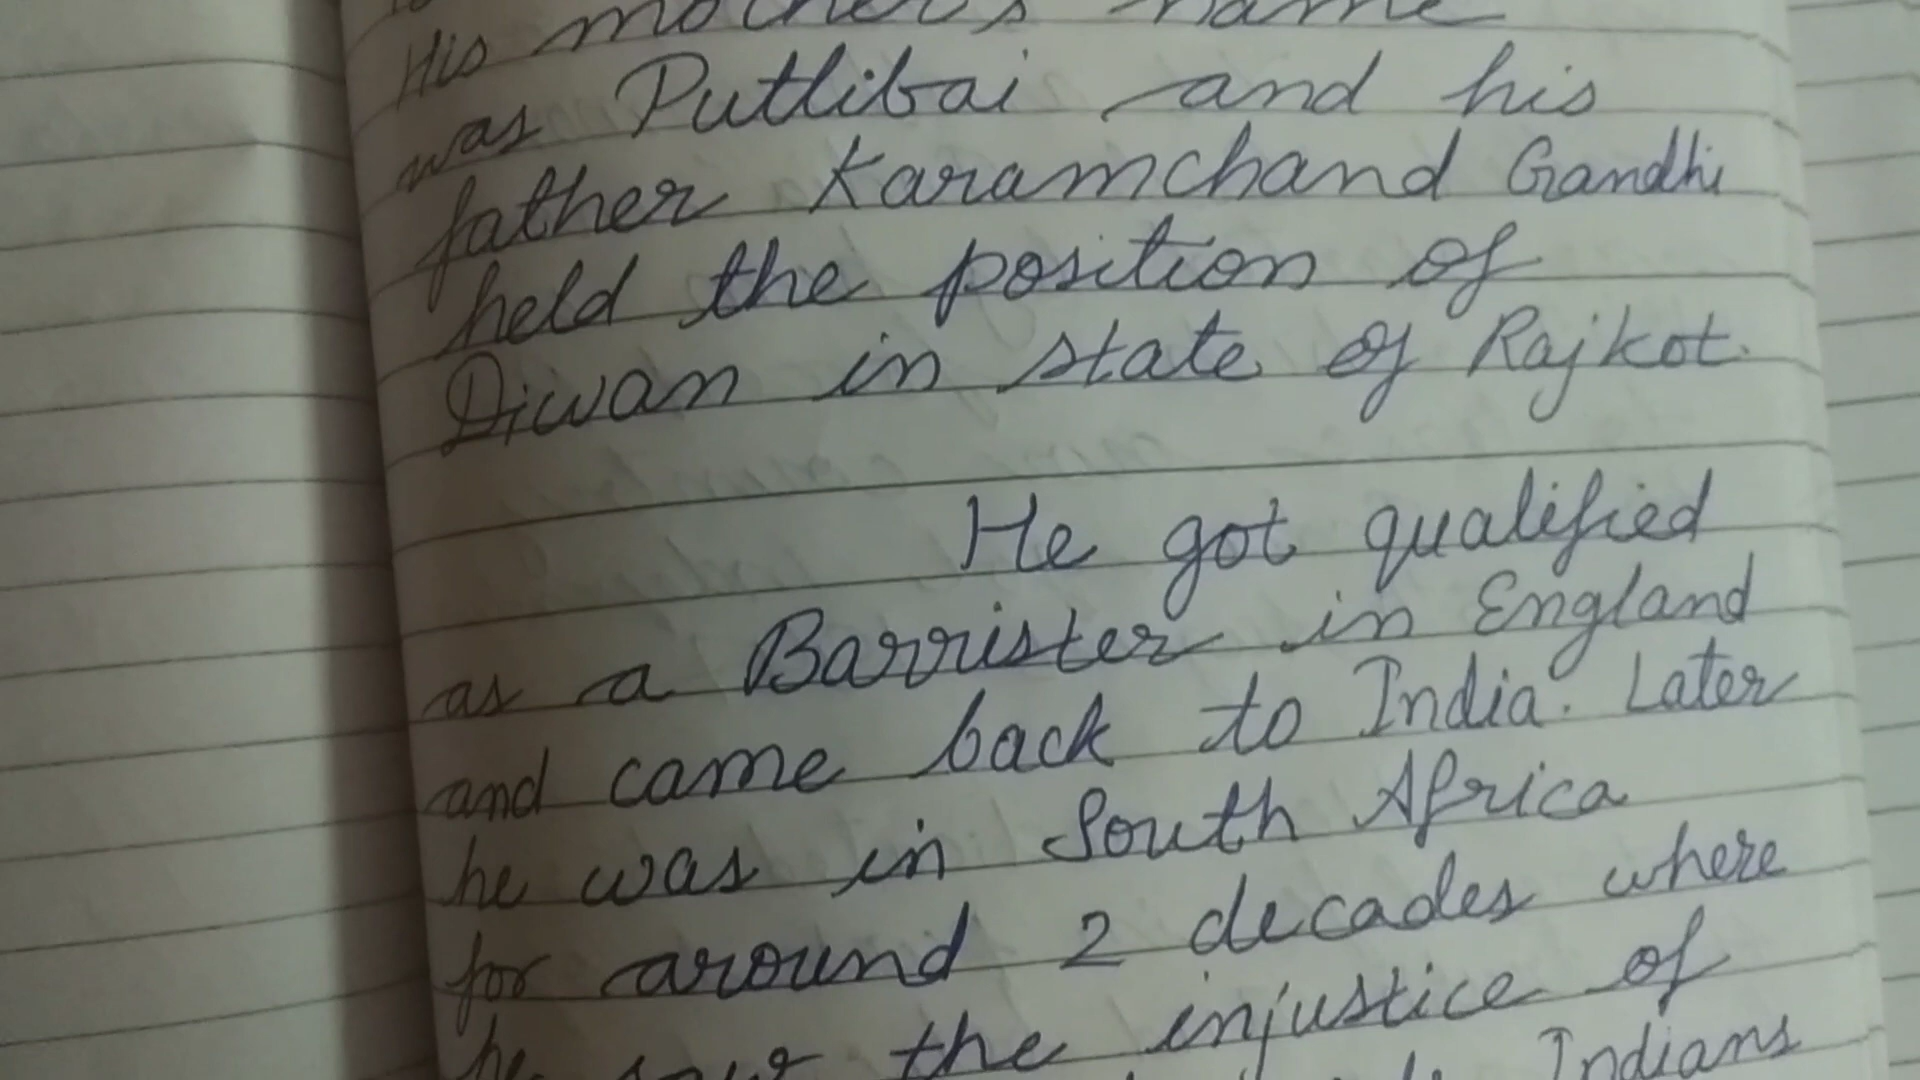 His mother's name
was Putlibai and his
father Karamchand Gandhi
held the position of
Diwan in state of Rajkot.
He got qualified
as a Barrister in England
and came back to India. Later
he was in South Africa
for around 2 decades where
he saw the injustice of
Indians